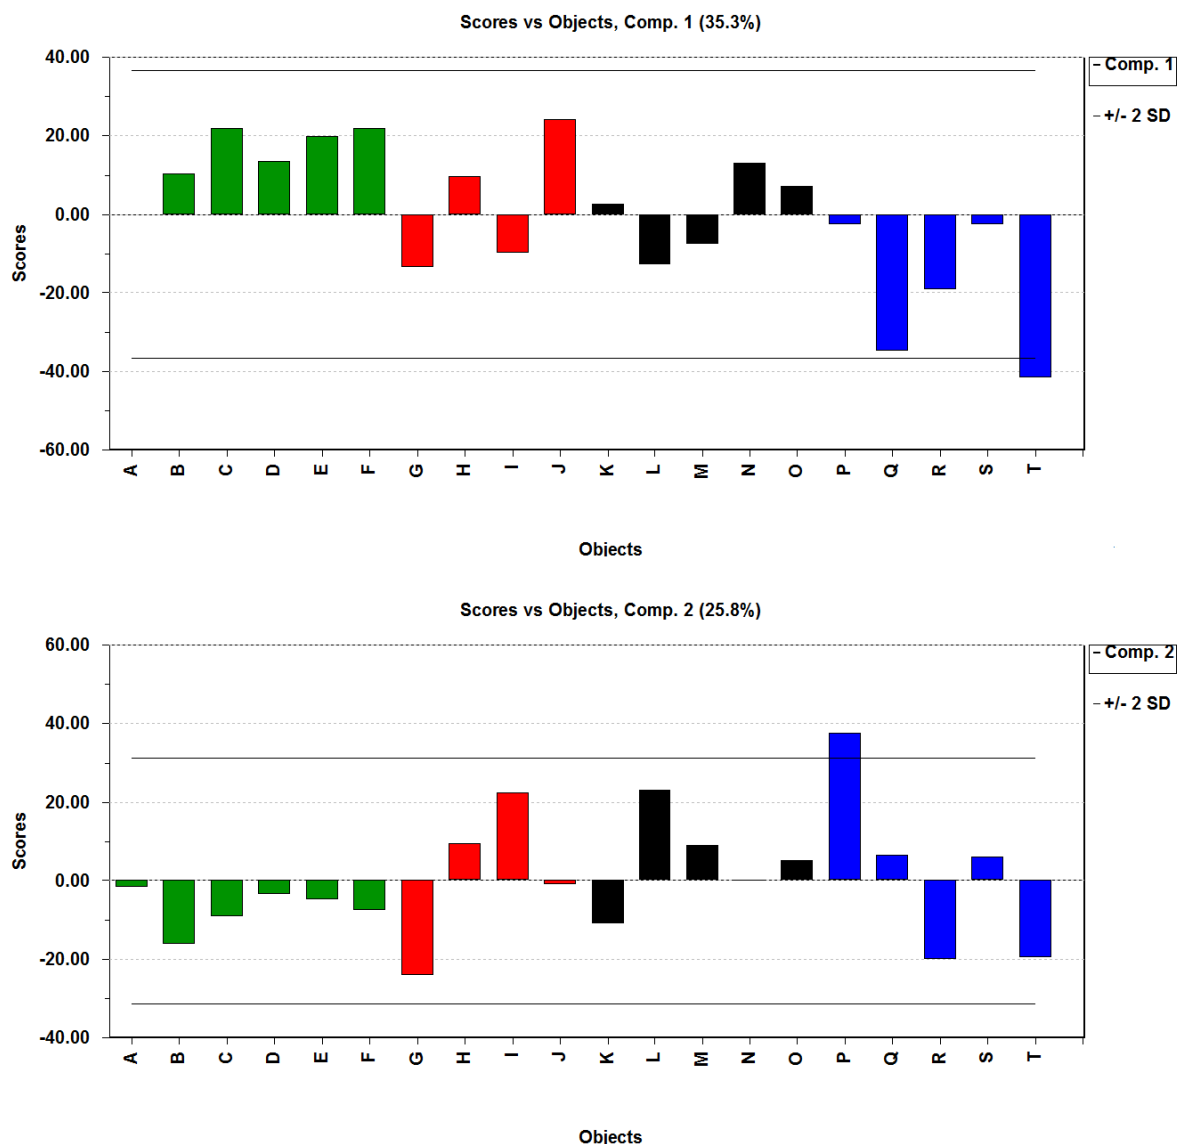 Scores vs Objects, Comp. 1 (35.3%)
40.00
20.00
0.00
-20.00
-40.00
-60.00
Scores
A B C D E F G H I J K L M N O P Q R S T
Objects
Comp. 1
+/- 2 SD
Scores vs Objects, Comp. 2 (25.8%)
60.00
40.00
20.00
0.00
-20.00
-40.00
Scores
A B C D E F G H I J K L M N O P Q R S T
Objects
Comp. 2
+/- 2 SD